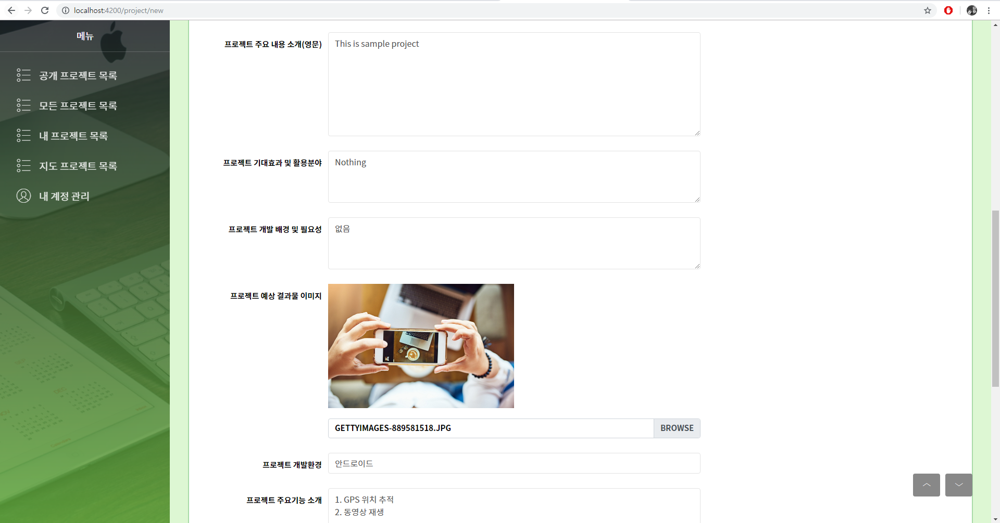 localhost:4200/project/new
메뉴
공개 프로젝트 목록
모든 프로젝트 목록
내 프로젝트 목록
지도 프로젝트 목록
내 계정 관리
프로젝트 주요 내용 소개(영문)
This is sample project
프로젝트 기대효과 및 활용분야
Nothing
프로젝트 개발 배경 및 필요성
없음
프로젝트 예상 결과물 이미지
GETTYIMAGES-889581518.JPG
BROWSE
프로젝트 개발환경
안드로이드
프로젝트 주요기능 소개
1. GPS 위치 추적
2. 동영상 재생